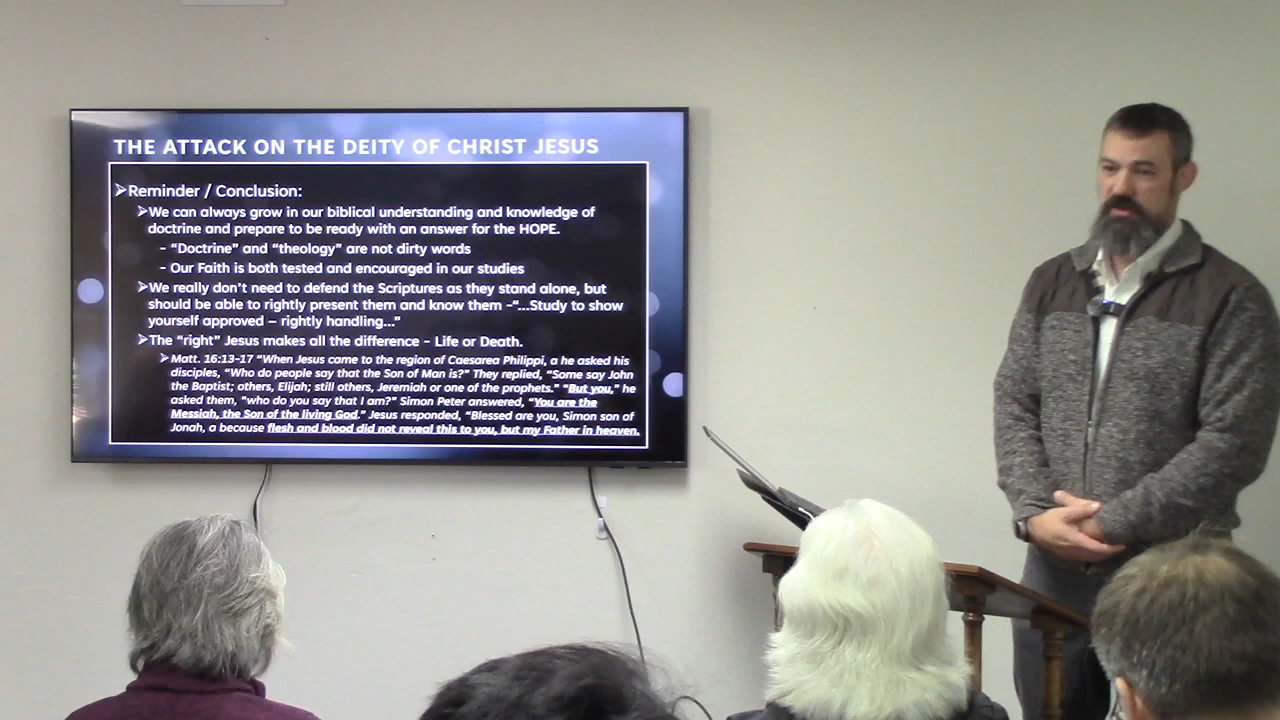 THE ATTACK ON THE DEITY OF CHRIST JESUS
➢Reminder / Conclusion:
➢We can always grow in our biblical understanding and knowledge of
doctrine and prepare to be ready with an answer for the HOPE.
- “Doctrine” and “theology” are not dirty words
- Our Faith is both tested and encouraged in our studies
➢We really don’t need to defend the Scriptures as they stand alone, but
should be able to rightly present them and know them -“...Study to show
yourself approved – rightly handling...”
➢The “right” Jesus makes all the difference - Life or Death.
➢Matt. 16:13-17 “When Jesus came to the region of Caesarea Philippi, a he asked his
disciples, “Who do people say that the Son of Man is?” They replied, “Some say John
the Baptist; others, Elijah; still others, Jeremiah or one of the prophets.” “But you,” he
asked them, “who do you say that I am?” Simon Peter answered, “You are the
Messiah, the Son of the living God.” Jesus responded, “Blessed are you, Simon son of
Jonah, a because flesh and blood did not reveal this to you, but my Father in heaven.